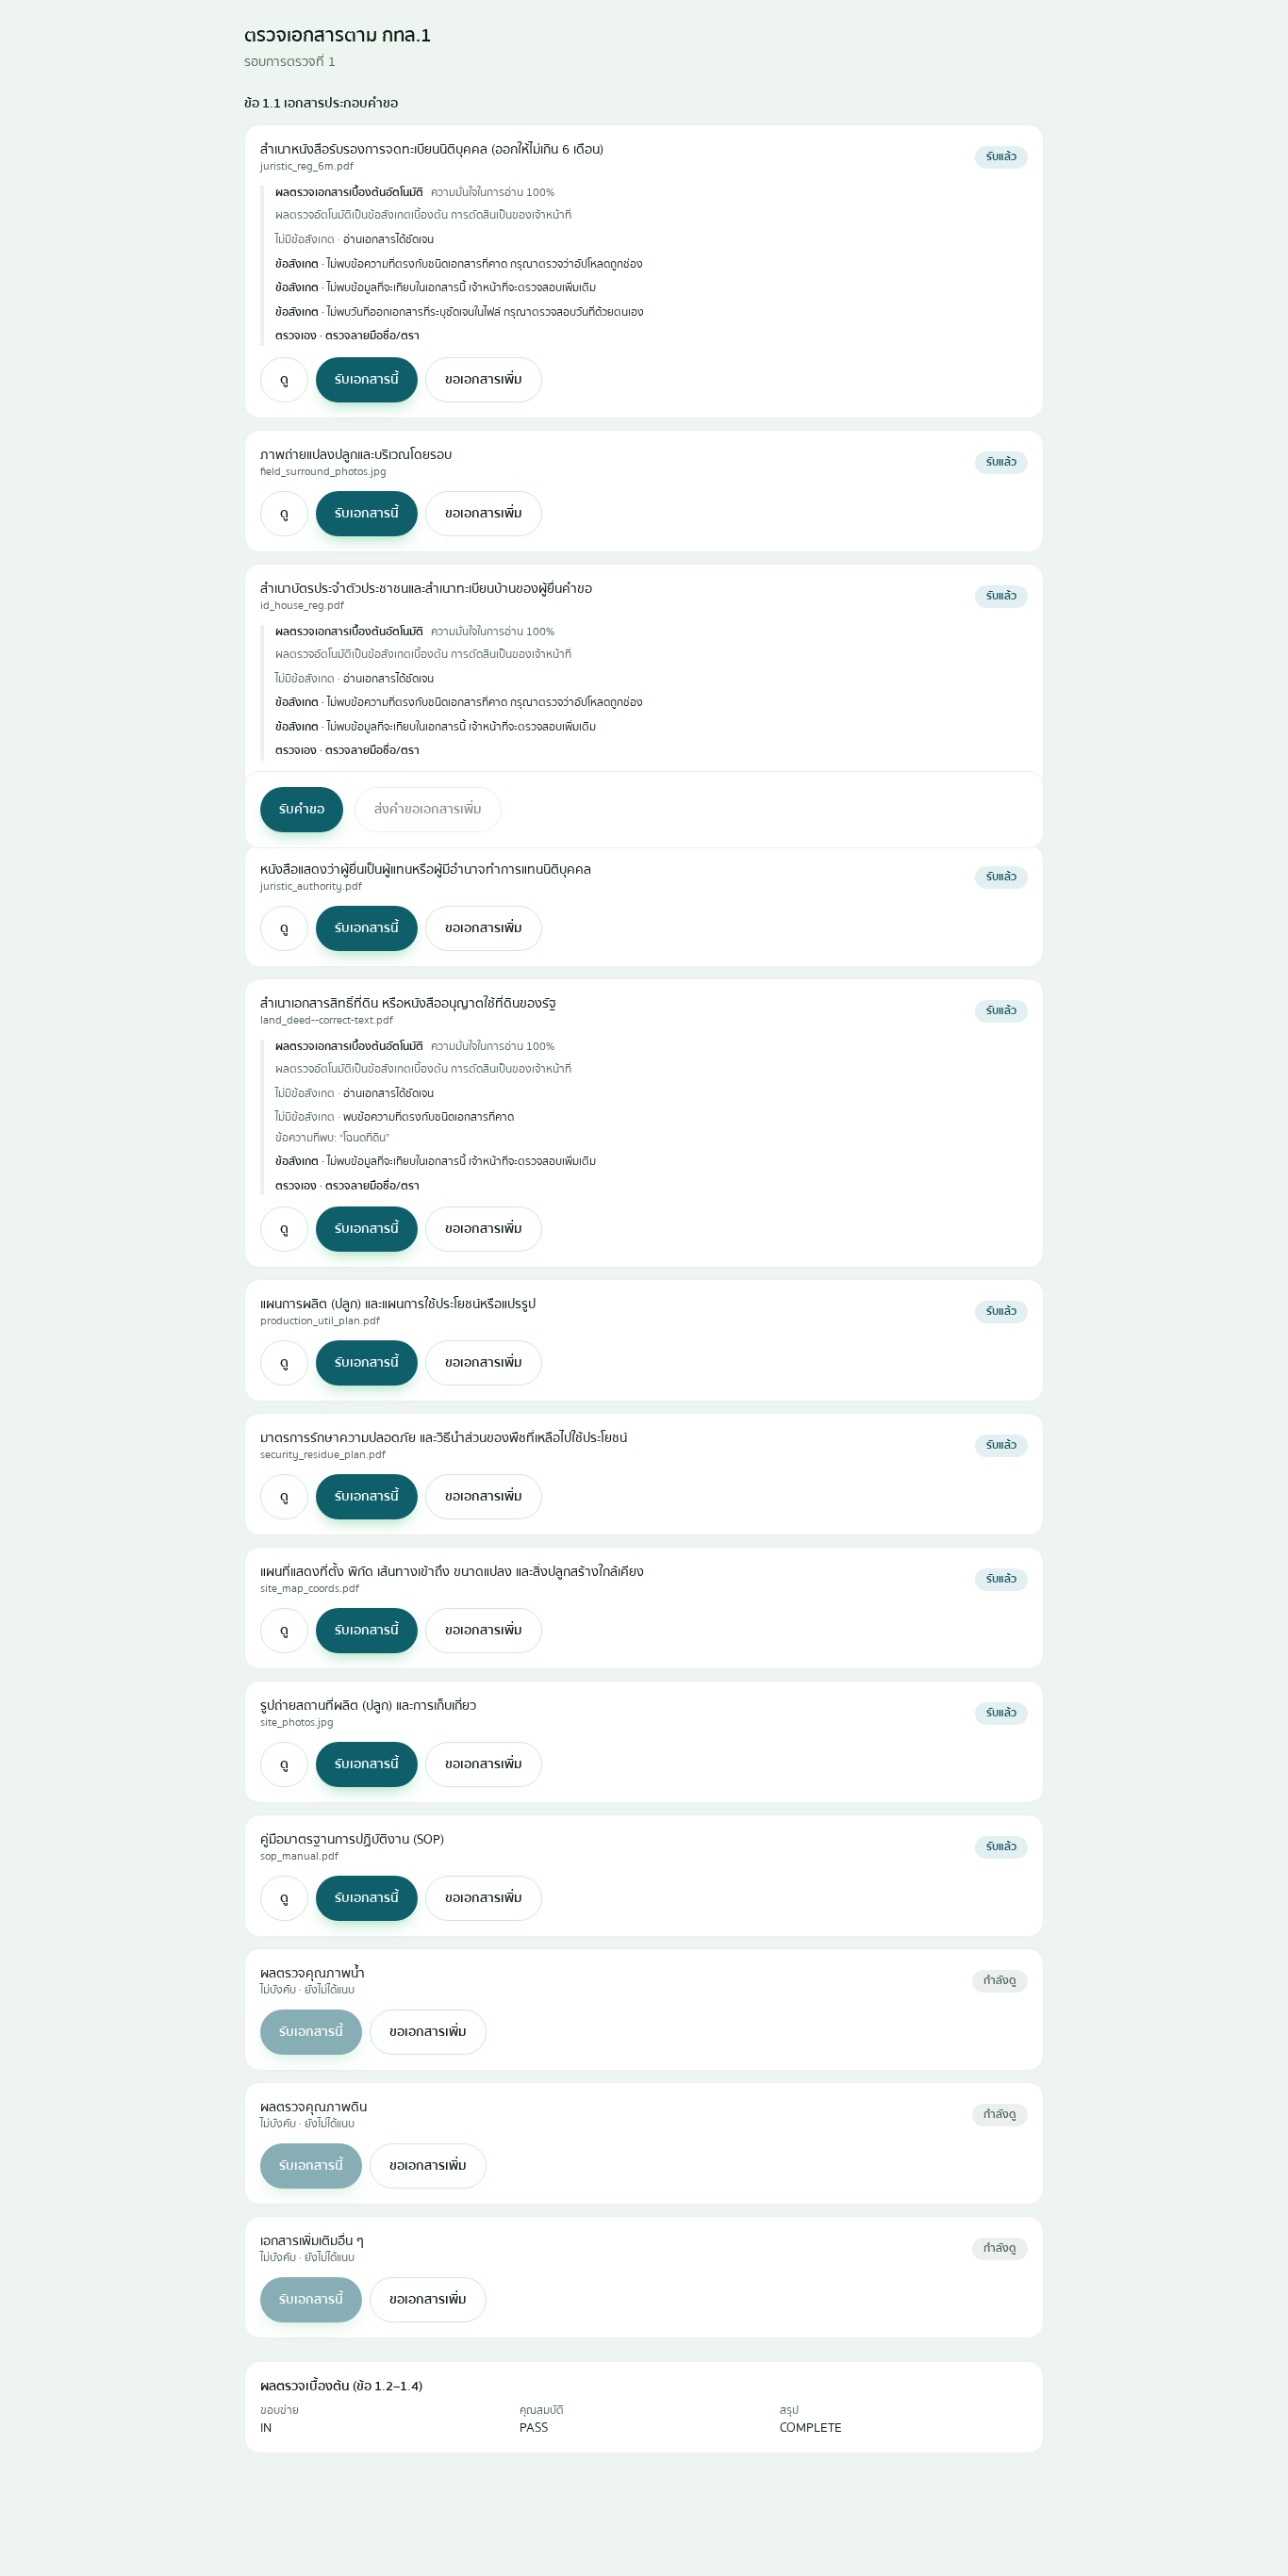 ตรวจเอกสารตาม กทล.1
รอบการตรวจที่ 1
ข้อ 1.1 เอกสารประกอบคำขอ
สำเนาหนังสือรับรองการจดทะเบียนนิติบุคคล (ออกให้ไม่เกิน 6 เดือน)
รับแล้ว
juristic_reg_6m.pdf
ผลตรวจเอกสารเบื้องต้นอัตโนมัติ ความมั่นใจในการอ่าน 100%
ผลตรวจอัตโนมัติเป็นข้อสังเกตเบื้องต้น การตัดสินเป็นของเจ้าหน้าที่
ไม่มีข้อสังเกต · อ่านเอกสารได้ชัดเจน
ข้อสังเกต · ไม่พบข้อความที่ตรงกับชนิดเอกสารที่คาด กรุณาตรวจว่าอัปโหลดถูกช่อง
ข้อสังเกต · ไม่พบข้อมูลที่จะเทียบในเอกสารนี้ เจ้าหน้าที่จะตรวจสอบเพิ่มเติม
ข้อสังเกต · ไม่พบวันที่ออกเอกสารที่ระบุชัดเจนในไฟล์ กรุณาตรวจสอบวันที่ด้วยตนเอง
ตรวจเอง · ตรวจลายมือชื่อ/ตรา
ดู รับเอกสารนี้ ขอเอกสารเพิ่ม
ภาพถ่ายแปลงปลูกและบริเวณโดยรอบ
รับแล้ว
field_surround_photos.jpg
ดู รับเอกสารนี้ ขอเอกสารเพิ่ม
สำเนาบัตรประจำตัวประชาชนและสำเนาทะเบียนบ้านของผู้ยื่นคำขอ
รับแล้ว
id_house_reg.pdf
ผลตรวจเอกสารเบื้องต้นอัตโนมัติ ความมั่นใจในการอ่าน 100%
ผลตรวจอัตโนมัติเป็นข้อสังเกตเบื้องต้น การตัดสินเป็นของเจ้าหน้าที่
ไม่มีข้อสังเกต · อ่านเอกสารได้ชัดเจน
ข้อสังเกต · ไม่พบข้อความที่ตรงกับชนิดเอกสารที่คาด กรุณาตรวจว่าอัปโหลดถูกช่อง
ข้อสังเกต · ไม่พบข้อมูลที่จะเทียบในเอกสารนี้ เจ้าหน้าที่จะตรวจสอบเพิ่มเติม
ตรวจเอง · ตรวจลายมือชื่อ/ตรา
รับคำขอ ส่งคำขอเอกสารเพิ่ม
หนังสือแสดงว่าผู้ยื่นเป็นผู้แทนหรือผู้มีอำนาจทำการแทนนิติบุคคล
รับแล้ว
juristic_authority.pdf
ดู รับเอกสารนี้ ขอเอกสารเพิ่ม
สำเนาเอกสารสิทธิ์ที่ดิน หรือหนังสืออนุญาตใช้ที่ดินของรัฐ
รับแล้ว
land_deed--correct-text.pdf
ผลตรวจเอกสารเบื้องต้นอัตโนมัติ ความมั่นใจในการอ่าน 100%
ผลตรวจอัตโนมัติเป็นข้อสังเกตเบื้องต้น การตัดสินเป็นของเจ้าหน้าที่
ไม่มีข้อสังเกต · อ่านเอกสารได้ชัดเจน
ไม่มีข้อสังเกต · พบข้อความที่ตรงกับชนิดเอกสารที่คาด
ข้อความที่พบ: “โฉนดที่ดิน”
ข้อสังเกต · ไม่พบข้อมูลที่จะเทียบในเอกสารนี้ เจ้าหน้าที่จะตรวจสอบเพิ่มเติม
ตรวจเอง · ตรวจลายมือชื่อ/ตรา
ดู รับเอกสารนี้ ขอเอกสารเพิ่ม
แผนการผลิต (ปลูก) และแผนการใช้ประโยชน์หรือแปรรูป
รับแล้ว
production_util_plan.pdf
ดู รับเอกสารนี้ ขอเอกสารเพิ่ม
มาตรการรักษาความปลอดภัย และวิธีนำส่วนของพืชที่เหลือไปใช้ประโยชน์
รับแล้ว
security_residue_plan.pdf
ดู รับเอกสารนี้ ขอเอกสารเพิ่ม
แผนที่แสดงที่ตั้ง พิกัด เส้นทางเข้าถึง ขนาดแปลง และสิ่งปลูกสร้างใกล้เคียง
รับแล้ว
site_map_coords.pdf
ดู รับเอกสารนี้ ขอเอกสารเพิ่ม
รูปถ่ายสถานที่ผลิต (ปลูก) และการเก็บเกี่ยว
รับแล้ว
site_photos.jpg
ดู รับเอกสารนี้ ขอเอกสารเพิ่ม
คู่มือมาตรฐานการปฏิบัติงาน (SOP)
รับแล้ว
sop_manual.pdf
ดู รับเอกสารนี้ ขอเอกสารเพิ่ม
ผลตรวจคุณภาพน้ำ
กำลังดู
ไม่บังคับ · ยังไม่ได้แนบ
รับเอกสารนี้ ขอเอกสารเพิ่ม
ผลตรวจคุณภาพดิน
กำลังดู
ไม่บังคับ · ยังไม่ได้แนบ
รับเอกสารนี้ ขอเอกสารเพิ่ม
เอกสารเพิ่มเติมอื่น ๆ
กำลังดู
ไม่บังคับ · ยังไม่ได้แนบ
รับเอกสารนี้ ขอเอกสารเพิ่ม
ผลตรวจเบื้องต้น (ข้อ 1.2–1.4)
ขอบข่าย คุณสมบัติ สรุป
IN PASS COMPLETE